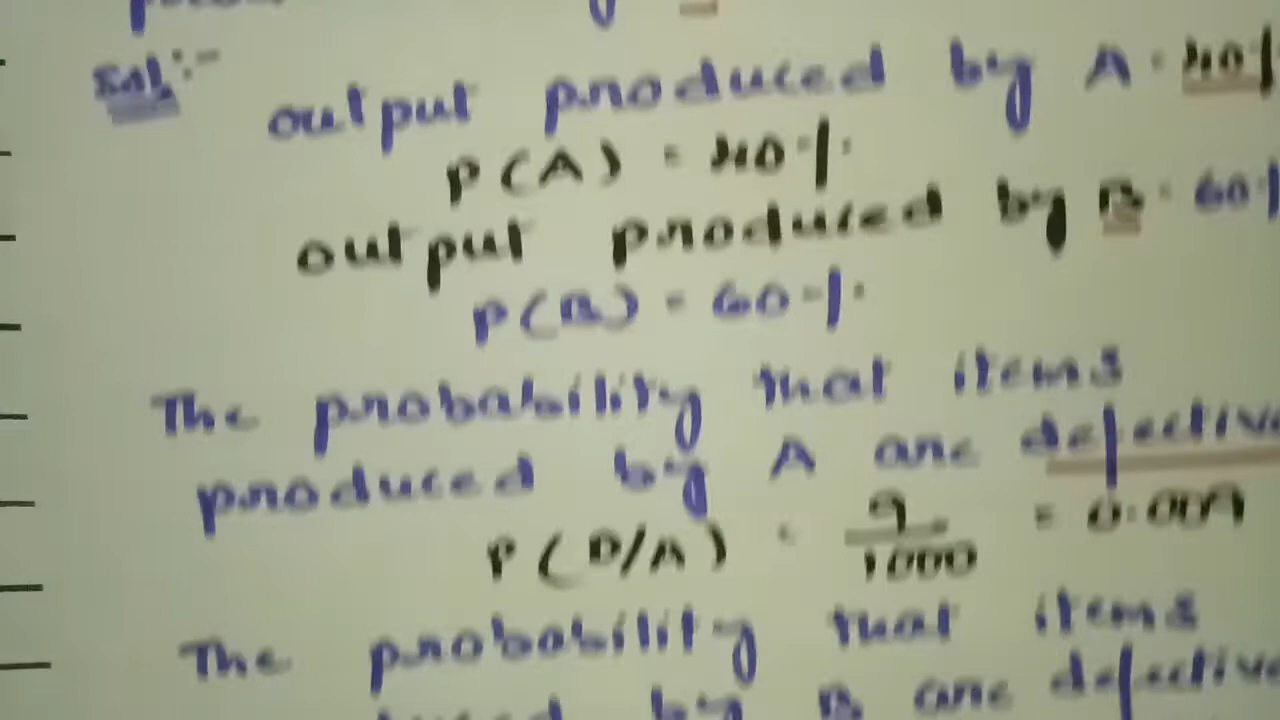 Sol:-
output produced by A = 40%
P(A) = 40%.
output produced by B = 60%
P(B) = 60%.
The probability that items
produced by A are defective
P(D/A) = 9/1000 = 0.009
The probability that items
by B are defective